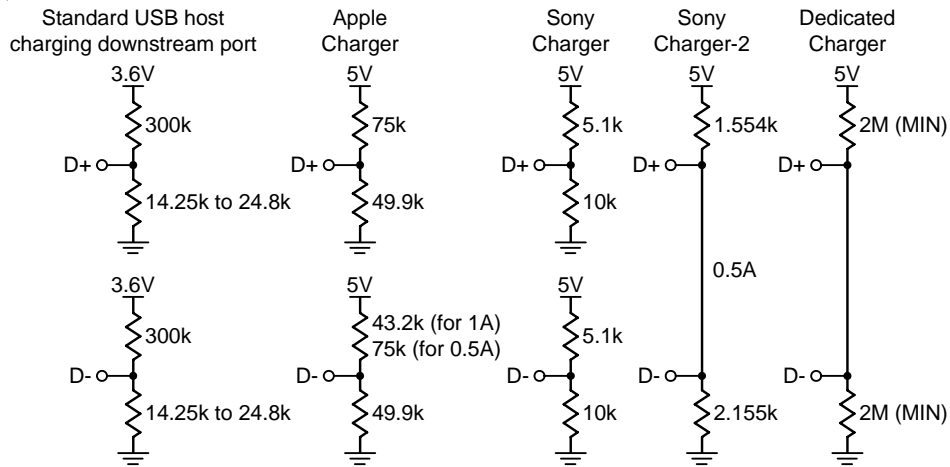 Standard USB host
charging downstream port
Apple
Charger
Sony
Charger
Sony
Charger-2
Dedicated
Charger
3.6V
5V
5V
5V
5V
300k
75k
5.1k
1.554k
2M (MIN)
D+
D+
D+
D+
D+
14.25k to 24.8k
49.9k
10k
0.5A
3.6V
5V
5V
300k
43.2k (for 1A)
75k (for 0.5A)
5.1k
D-
D-
D-
D-
D-
14.25k to 24.8k
49.9k
10k
2.155k
2M (MIN)